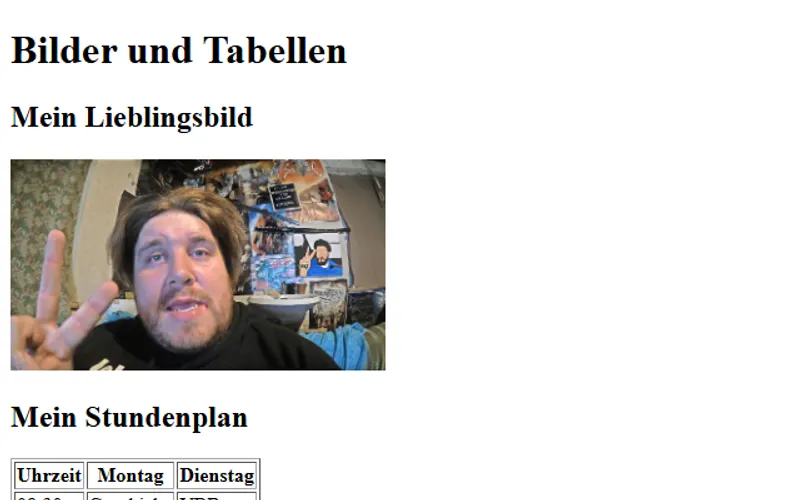 Bilder und Tabellen
Mein Lieblingsbild
Mein Stundenplan
Uhrzeit Montag Dienstag